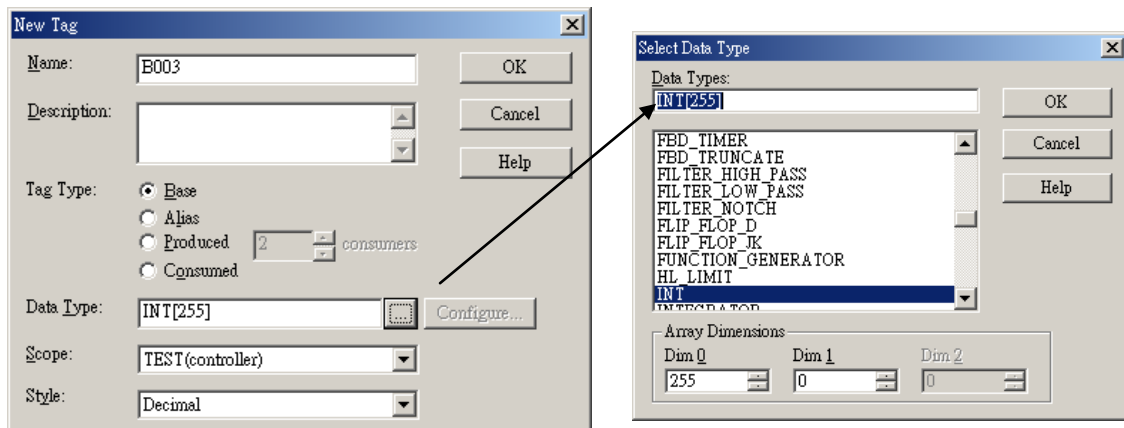 New Tag
Name:
B003
OK
Description:
Cancel
Help
Tag Type:
Base
Alias
Produced
2
consumers
Consumed
Data Type:
INT[255]
...
Configure...
Scope:
TEST(controller)
Style:
Decimal
Select Data Type
Data Types:
INT[255]
OK
FBD_TIMER
Cancel
FBD_TRUNCATE
FILTER_HIGH_PASS
Help
FILTER_LOW_PASS
FILTER_NOTCH
FLIP_FLOP_D
FLIP_FLOP_JK
FUNCTION_GENERATOR
HL_LIMIT
INT
INTEGRATOR
Array Dimensions
Dim 0 Dim 1 Dim 2
255 0 0